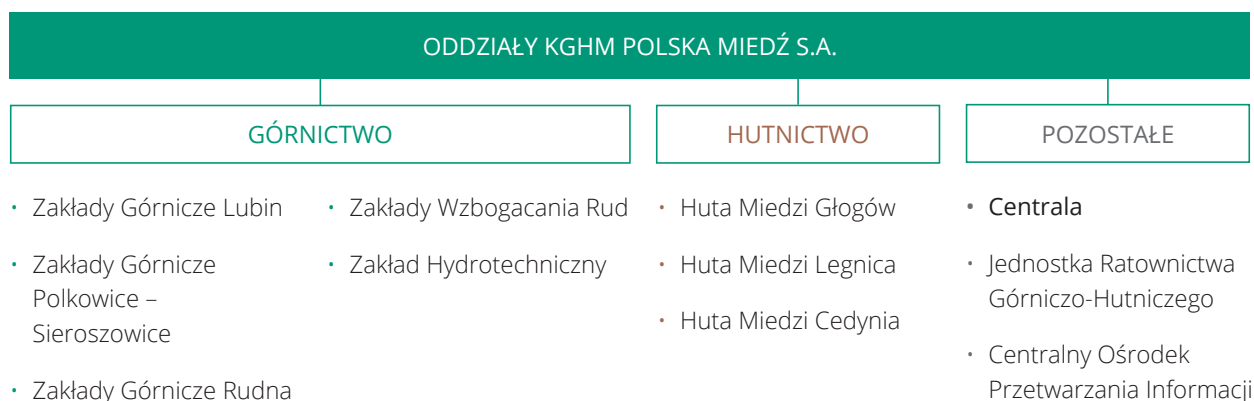 ODDZIAŁY KGHM POLSKA MIEDŹ S.A.
GÓRNICTWO
• Zakłady Górnicze Lubin
• Zakłady Górnicze
Polkowice –
Sieroszowice
• Zakłady Górnicze Rudna
• Zakłady Wzbogacania Rud
• Zakład Hydrotechniczny
HUTNICTWO
• Huta Miedzi Głogów
• Huta Miedzi Legnica
• Huta Miedzi Cedynia
POZOSTAŁE
• Centrala
• Jednostka Ratownictwa
Górniczo-Hutniczego
• Centralny Ośrodek
Przetwarzania Informacji